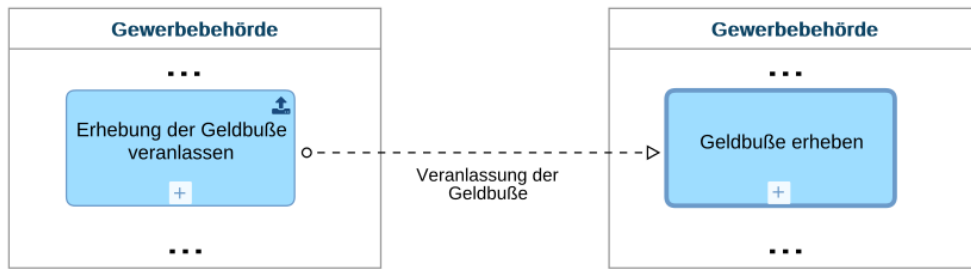 Gewerbebehörde
...
Erhebung der Geldbuße
veranlassen
+
...
Veranlassung der
Geldbuße
Gewerbebehörde
...
Geldbuße erheben
+
...